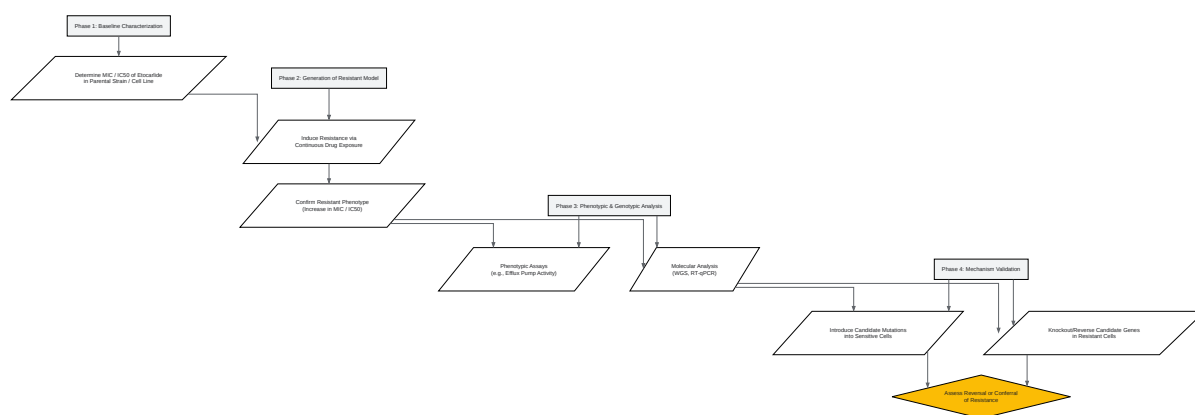 Phase 1: Baseline Characterization
Determine MIC / IC50 of Etocarlide
in Parental Strain / Cell Line
Phase 2: Generation of Resistant Model
Induce Resistance via
Continuous Drug Exposure
Confirm Resistant Phenotype
(Increase in MIC / IC50)
Phase 3: Phenotypic & Genotypic Analysis
Phenotypic Assays
(e.g., Efflux Pump Activity)
Molecular Analysis
(WGS, RT-qPCR)
Phase 4: Mechanism Validation
Introduce Candidate Mutations
into Sensitive Cells
Knockout/Reverse Candidate Genes
in Resistant Cells
Assess Reversal or Conferral
of Resistance